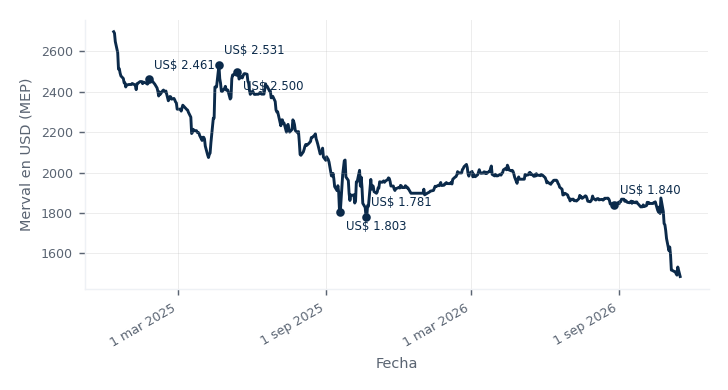 Merval en USD (MEP)
2600
2400
2200
2000
1800
1600
US$ 2.461
US$ 2.531
US$ 2.500
US$ 1.803
US$ 1.781
US$ 1.840
1 mar 2025
1 sep 2025
1 mar 2026
1 sep 2026
Fecha